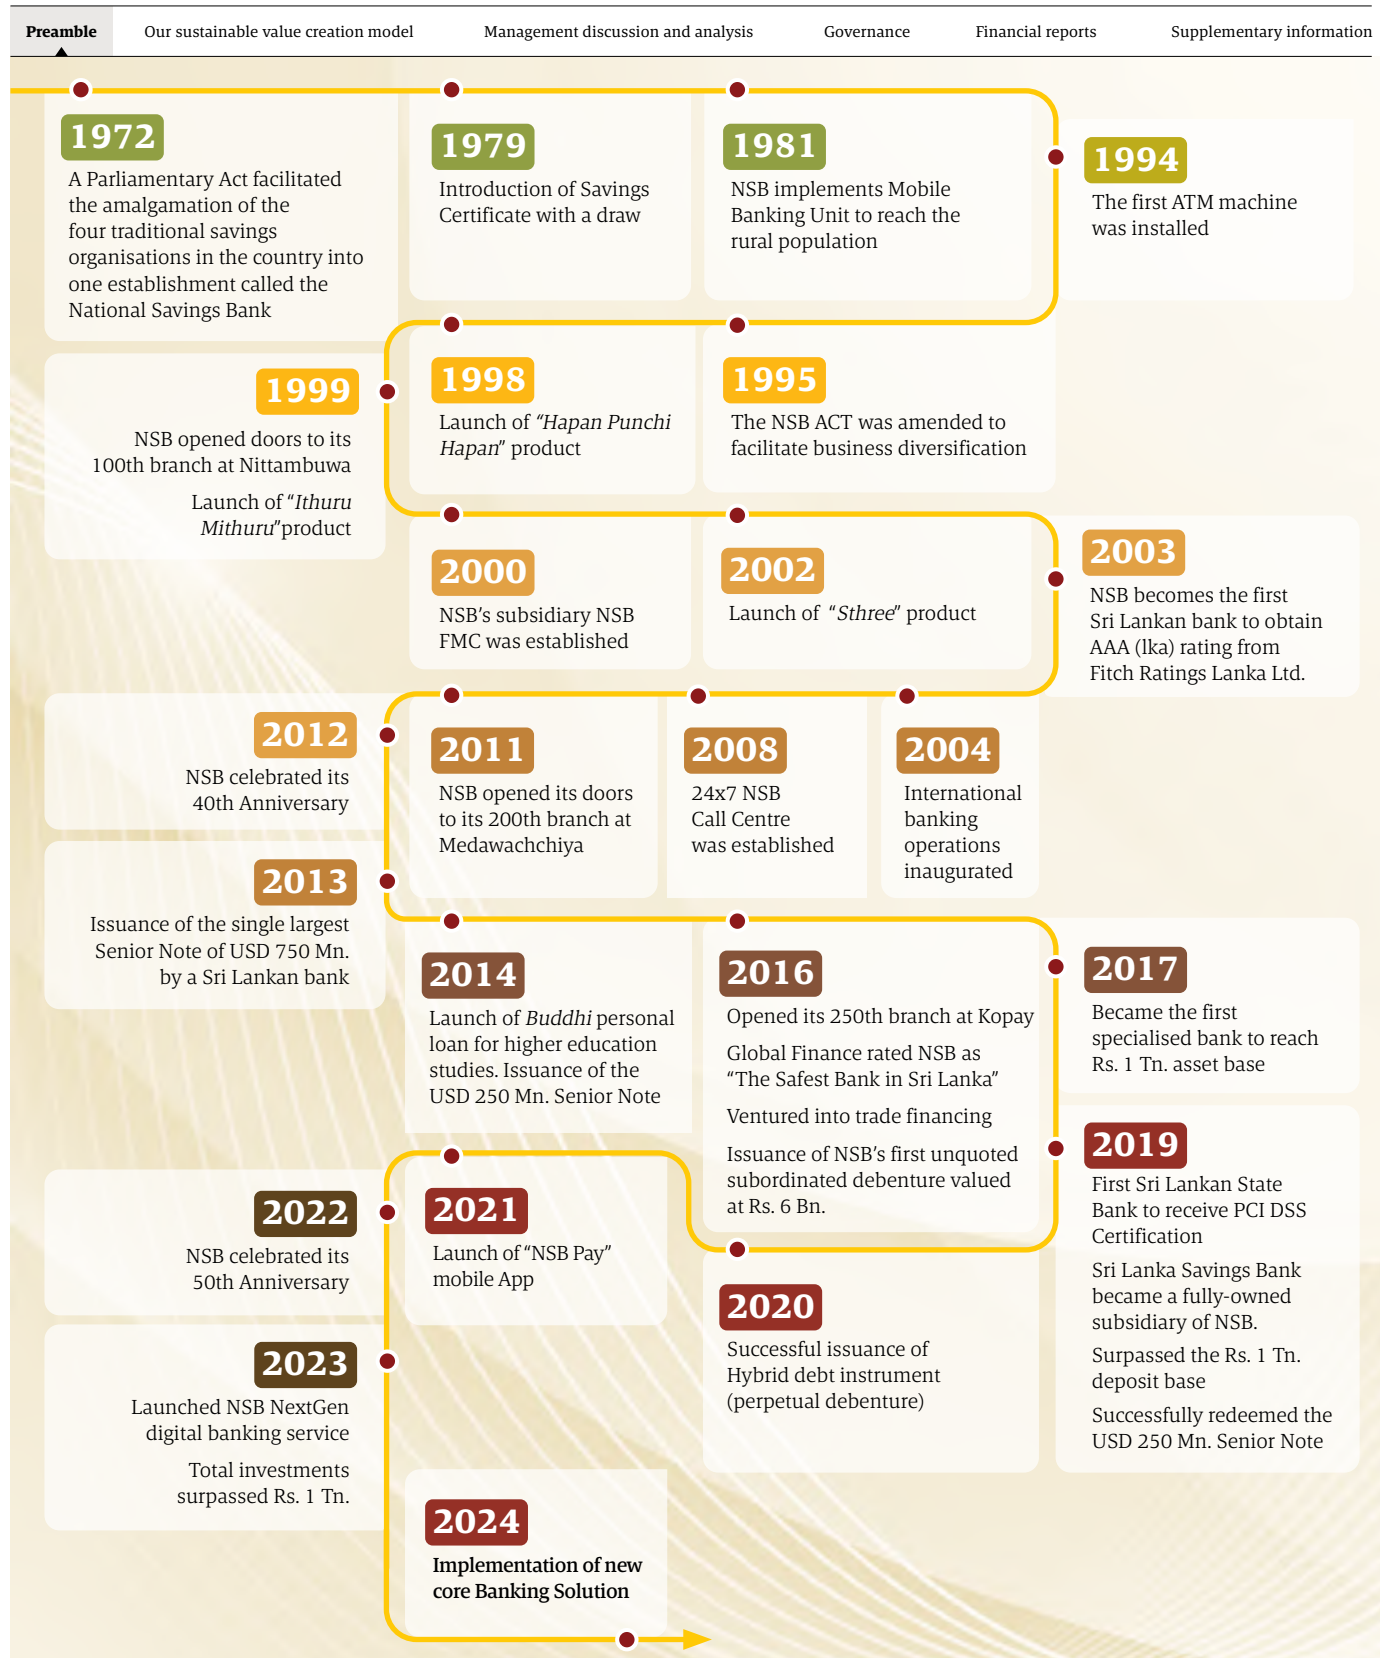 Preamble
Our sustainable value creation model
Management discussion and analysis
Governance
Financial reports
Supplementary information
1972
A Parliamentary Act facilitated
the amalgamation of the
four traditional savings
organisations in the country into
one establishment called the
National Savings Bank
1979
Introduction of Savings
Certificate with a draw
1981
NSB implements Mobile
Banking Unit to reach the
rural population
1994
The first ATM machine
was installed
1995
The NSB ACT was amended to
facilitate business diversification
1998
Launch of “Hapan Punchi
Hapan” product
1999
NSB opened doors to its
100th branch at Nittambuwa
Launch of “Ithuru
Mithuru”product
2000
NSB’s subsidiary NSB
FMC was established
2002
Launch of “Sthree” product
2003
NSB becomes the first
Sri Lankan bank to obtain
AAA (lka) rating from
Fitch Ratings Lanka Ltd.
2004
International
banking
operations
inaugurated
2008
24x7 NSB
Call Centre
was established
2011
NSB opened its doors
to its 200th branch at
Medawachchiya
2012
NSB celebrated its
40th Anniversary
2013
Issuance of the single largest
Senior Note of USD 750 Mn.
by a Sri Lankan bank
2014
Launch of Buddhi personal
loan for higher education
studies. Issuance of the
USD 250 Mn. Senior Note
2016
Opened its 250th branch at Kopay
Global Finance rated NSB as
“The Safest Bank in Sri Lanka”
Ventured into trade financing
Issuance of NSB’s first unquoted
subordinated debenture valued
at Rs. 6 Bn.
2017
Became the first
specialised bank to reach
Rs. 1 Tn. asset base
2019
First Sri Lankan State
Bank to receive PCI DSS
Certification
Sri Lanka Savings Bank
became a fully-owned
subsidiary of NSB.
Surpassed the Rs. 1 Tn.
deposit base
Successfully redeemed the
USD 250 Mn. Senior Note
2020
Successful issuance of
Hybrid debt instrument
(perpetual debenture)
2021
Launch of “NSB Pay”
mobile App
2022
NSB celebrated its
50th Anniversary
2023
Launched NSB NextGen
digital banking service
Total investments
surpassed Rs. 1 Tn.
2024
Implementation of new
core Banking Solution